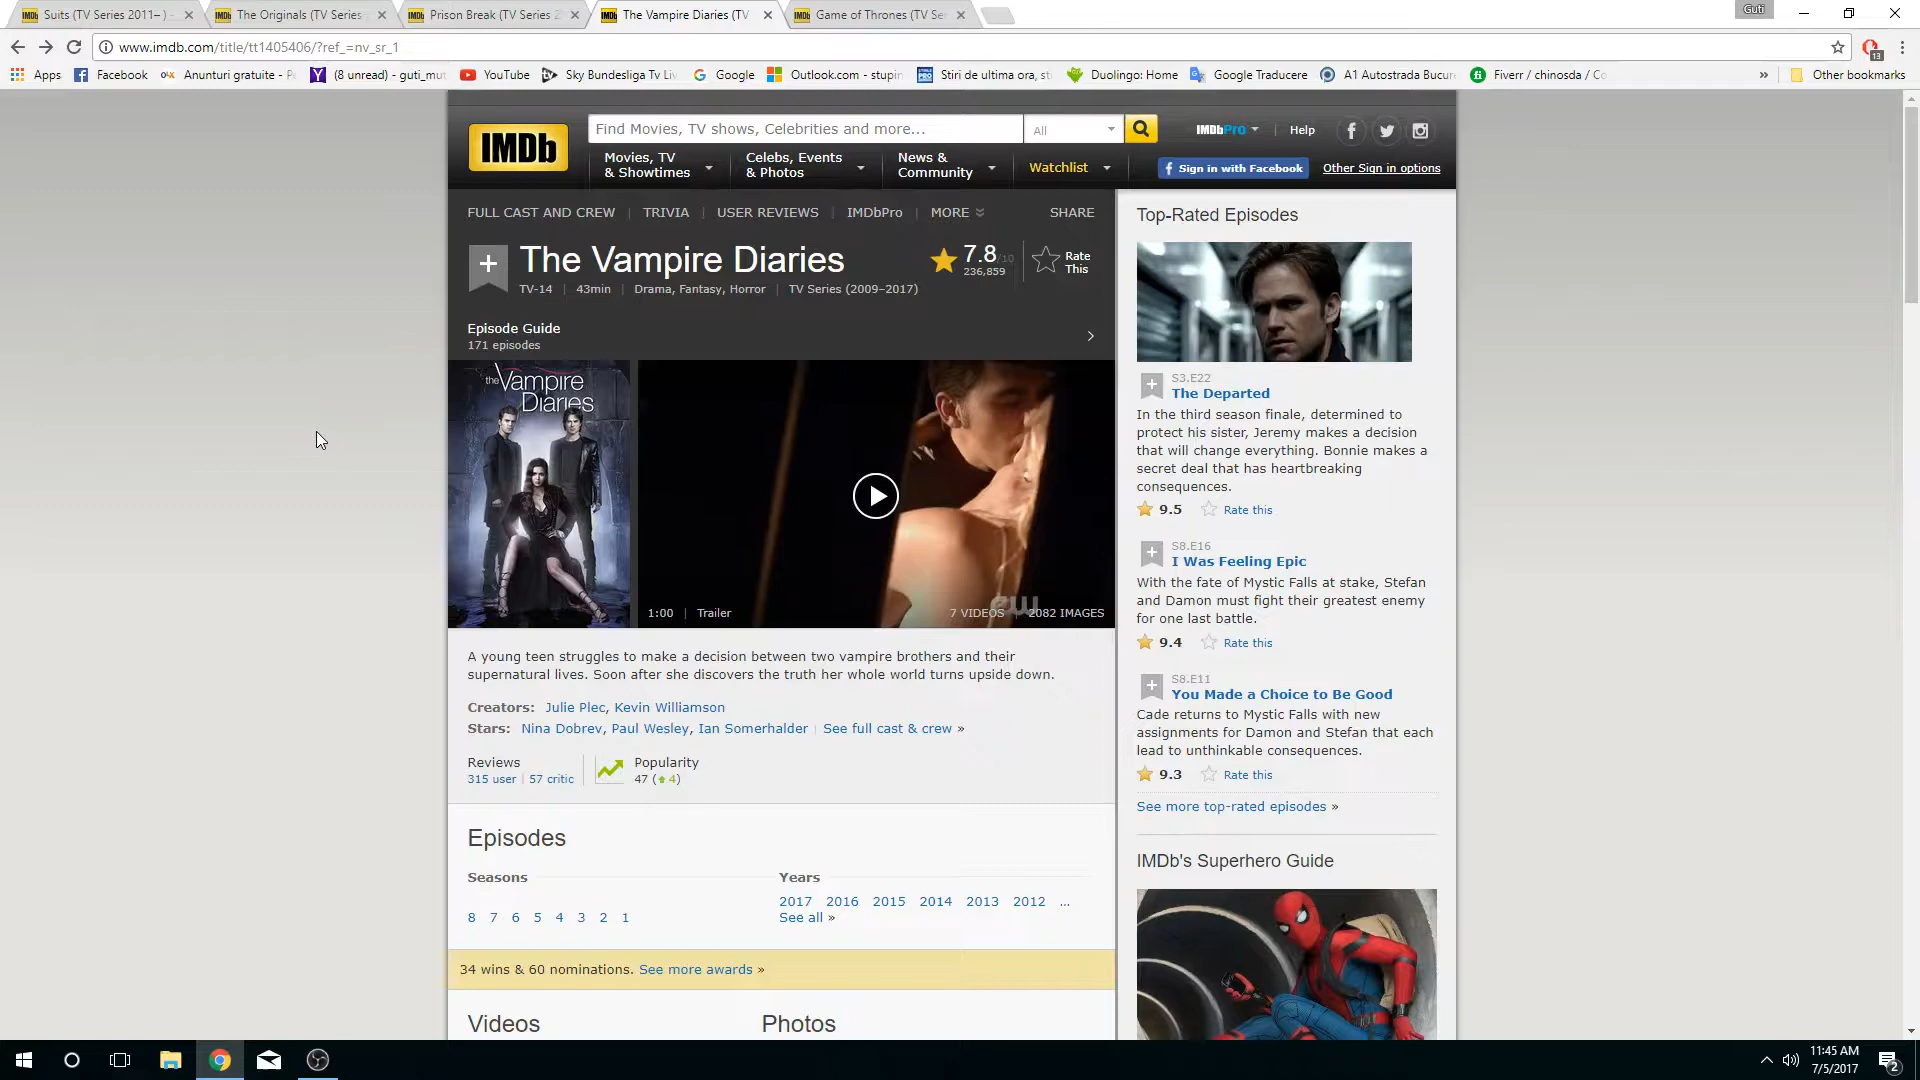 Suits (TV Series 2011– ) -
The Originals (TV Series
Prison Break (TV Series 2
The Vampire Diaries (TV
Game of Thrones (TV Se
Guti
www.imdb.com/title/tt1405406/?ref_=nv_sr_1
13
Apps
Facebook
Anunturi gratuite - P
(8 unread) - guti_mu
YouTube
Sky Bundesliga Tv Li
Google
Outlook.com - stupin
Stiri de ultima ora, st
Duolingo: Home
Google Traducere
A1 Autostrada Bucur
Fiverr / chinosda / Co
»
Other bookmarks
IMDb
Find Movies, TV shows, Celebrities and more...
All
IMDbPro
Help
Movies, TV
& Showtimes
Celebs, Events
& Photos
News &
Community
Watchlist
Sign in with Facebook
Other Sign in options
FULL CAST AND CREW | TRIVIA | USER REVIEWS | IMDbPro | MORE
SHARE
The Vampire Diaries
7.8/10
236,859
Rate
This
TV-14 | 43min | Drama, Fantasy, Horror | TV Series (2009–2017)
Episode Guide
171 episodes
the Vampire
Diaries
1:00 | Trailer
CW
7 VIDEOS | 2082 IMAGES
A young teen struggles to make a decision between two vampire brothers and their
supernatural lives. Soon after she discovers the truth her whole world turns upside down.
Creators: Julie Plec, Kevin Williamson
Stars: Nina Dobrev, Paul Wesley, Ian Somerhalder | See full cast & crew »
Reviews
315 user | 57 critic
Popularity
47 (4)
Episodes
Seasons
8 7 6 5 4 3 2 1
Years
2017 2016 2015 2014 2013 2012 ...
See all »
34 wins & 60 nominations. See more awards »
Videos
Photos
Top-Rated Episodes
S3.E22
The Departed
In the third season finale, determined to
protect his sister, Jeremy makes a decision
that will change everything. Bonnie makes a
secret deal that has heartbreaking
consequences.
9.5 Rate this
S8.E16
I Was Feeling Epic
With the fate of Mystic Falls at stake, Stefan
and Damon must fight their greatest enemy
for one last battle.
9.4 Rate this
S8.E11
You Made a Choice to Be Good
Cade returns to Mystic Falls with new
assignments for Damon and Stefan that each
lead to unthinkable consequences.
9.3 Rate this
See more top-rated episodes »
IMDb's Superhero Guide
11:45 AM
7/5/2017
2